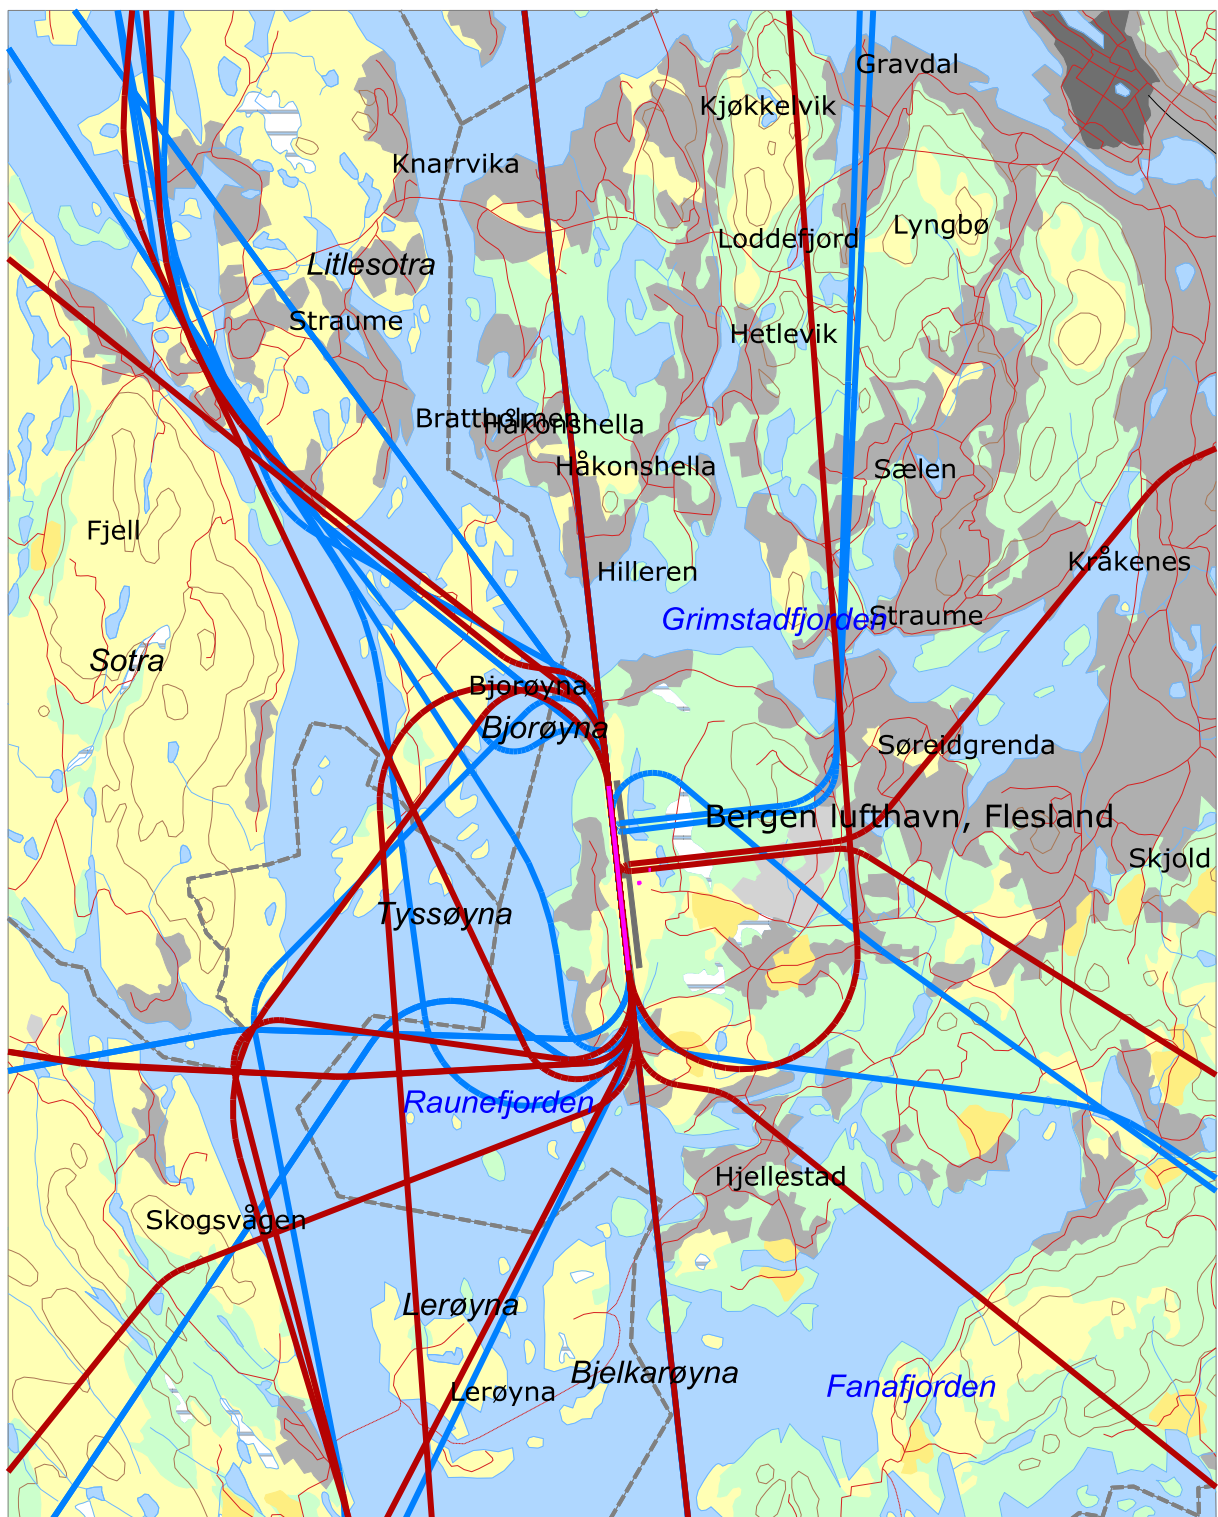 Gravdal
Kjøkkelvik
Knarrvika
Lyngbø
Loddefjord
Litlesotra
Straume
Hetlevik
Brattholmen
Håkonshella
Håkonshella
Sælen
Fjell
Kråkenes
Hilleren
Grimstadfjorden
Straume
Sotra
Bjorøyna
Bjorøyna
Søreidgrenda
Bergen lufthavn, Flesland
Skjold
Tyssøyna
Raunefjorden
Hjellestad
Skogsvågen
Lerøyna
Bjelkarøyna
Fanafjorden
Lerøyna